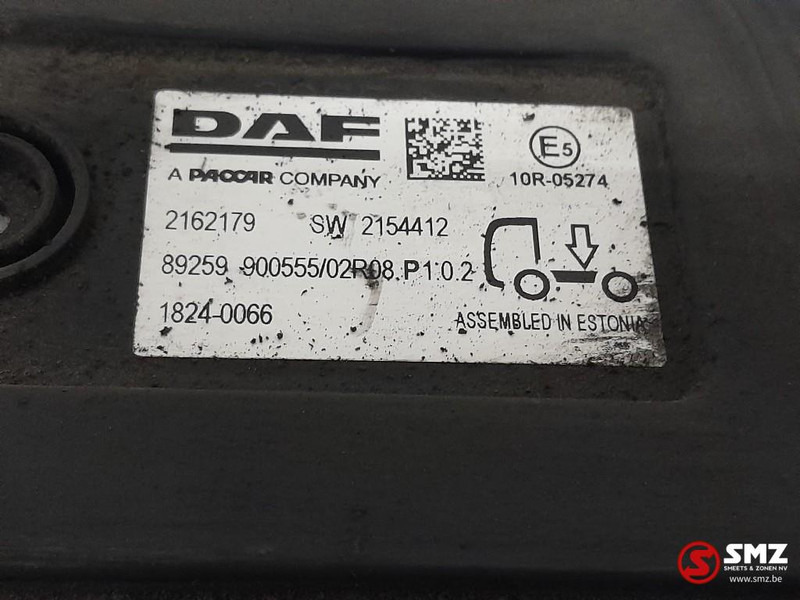 DAF
A PACCAR COMPANY
E5
10R-05274
2162179 SW 2154412
89259 900555/02R08 P1.0.2
1824-0066
ASSEMBLED IN ESTONIA
SMZ
SHEETS & ZONEN NV
www.smz.be